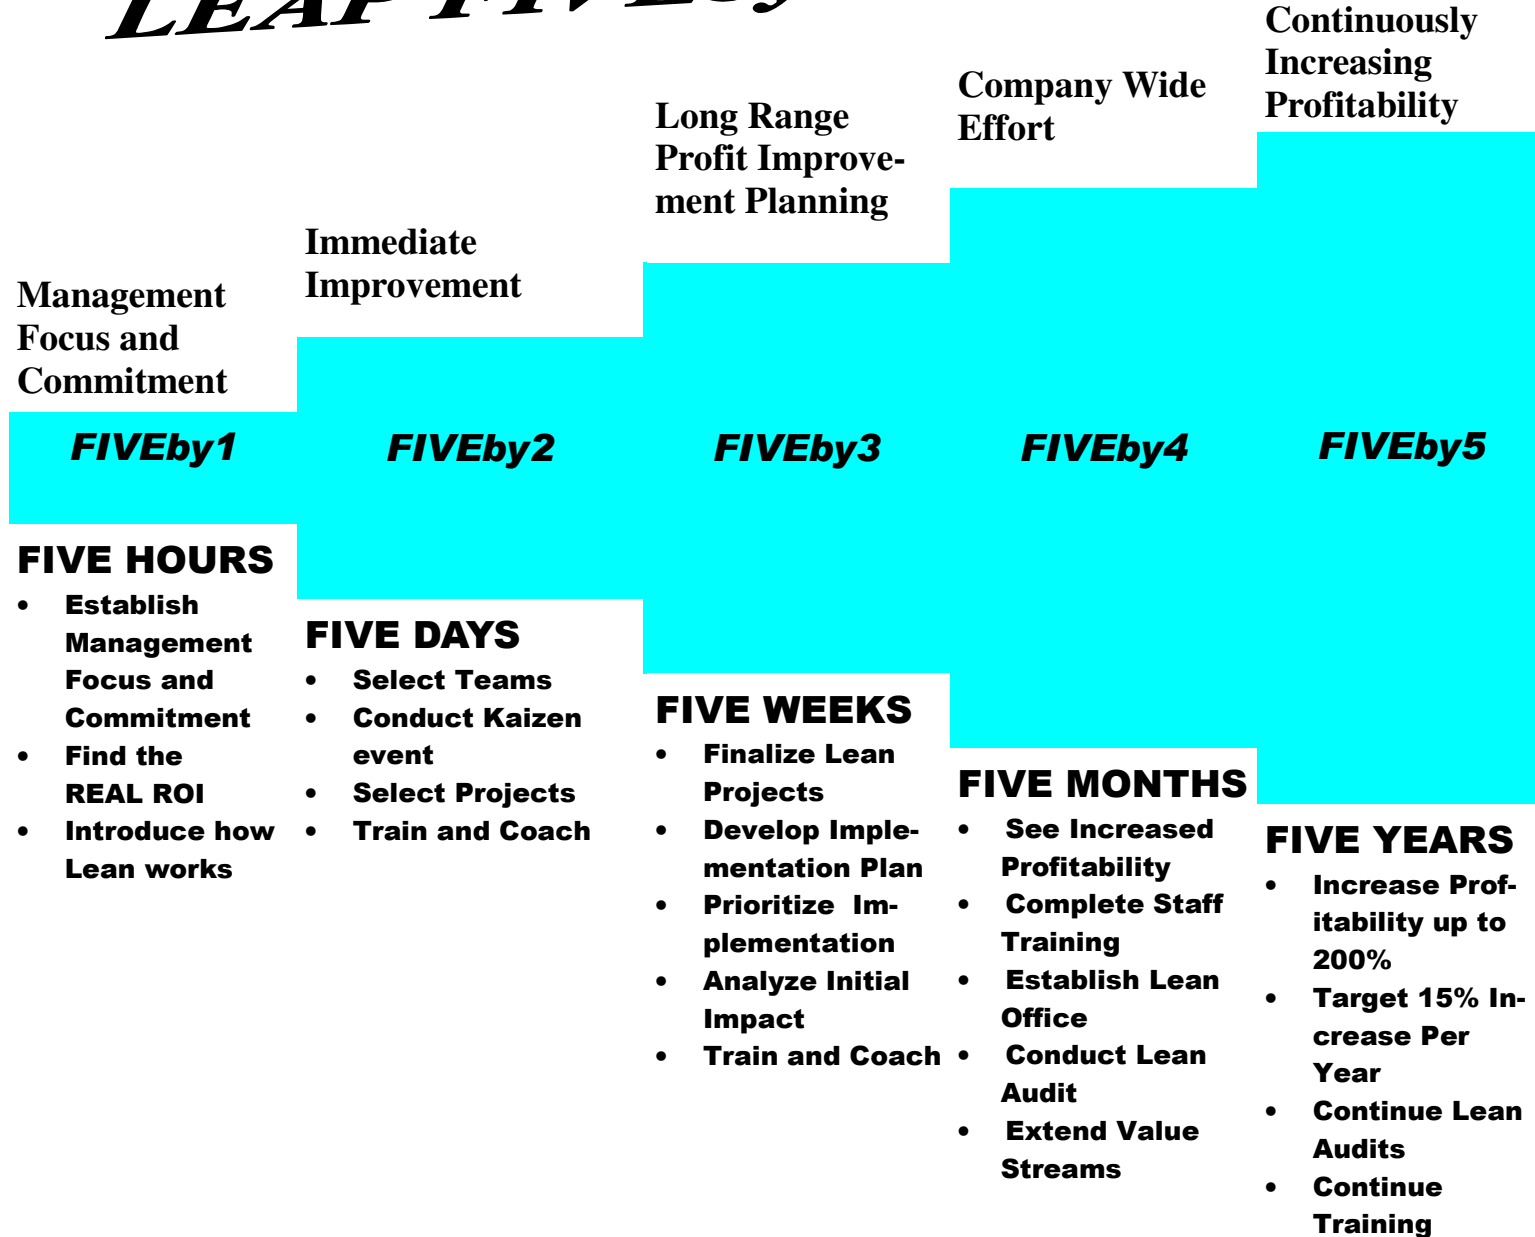 LEAP FIVEby
Management
Focus and
Commitment
FIVEby1
FIVE HOURS
• Establish
Management
Focus and
Commitment
• Find the
REAL ROI
• Introduce how
Lean works
Immediate
Improvement
FIVEby2
FIVE DAYS
• Select Teams
• Conduct Kaizen
event
• Select Projects
• Train and Coach
Long Range
Profit Improve-
ment Planning
FIVEby3
FIVE WEEKS
• Finalize Lean
Projects
• Develop Imple-
mentation Plan
• Prioritize Im-
plementation
• Analyze Initial
Impact
• Train and Coach
Company Wide
Effort
FIVEby4
FIVE MONTHS
• See Increased
Profitability
• Complete Staff
Training
• Establish Lean
Office
• Conduct Lean
Audit
• Extend Value
Streams
Continuously
Increasing
Profitability
FIVEby5
FIVE YEARS
• Increase Prof-
itability up to
200%
• Target 15% In-
crease Per
Year
• Continue Lean
Audits
• Continue
Training